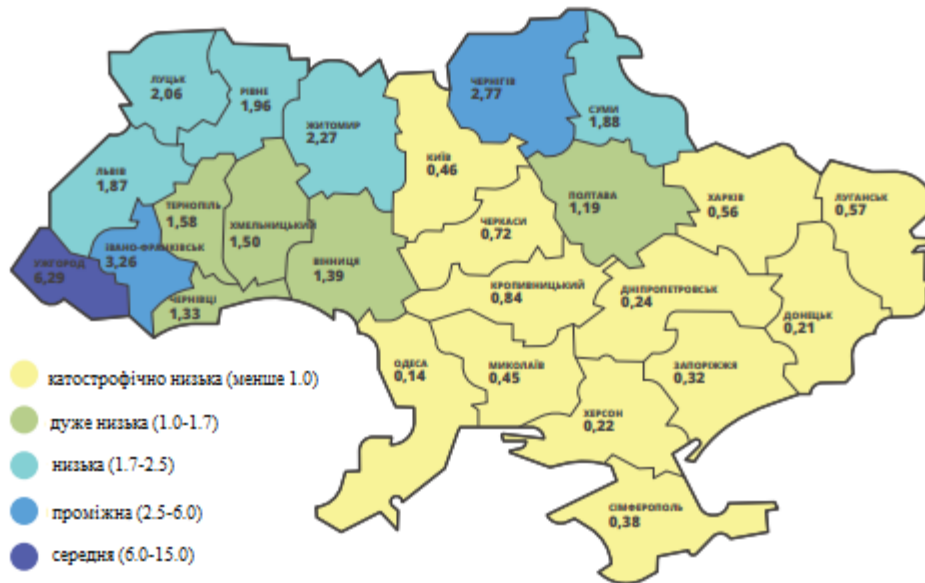 ЛУЦЬК
2,06
РІВНЕ
1,96
ЖИТОМИР
2,27
ЧЕРНІГІВ
2,77
СУМИ
1,88
КИЇВ
0,46
ЛЬВІВ
1,87
ТЕРНОПІЛЬ
1,58
ХМЕЛЬНИЦЬКИЙ
1,50
ЧЕРКАСИ
0,72
ПОЛТАВА
1,19
ХАРКІВ
0,56
ЛУГАНСЬК
0,57
УЖГОРОД
6,29
ІВАНО-ФРАНКІВСЬК
3,26
ВІННИЦЯ
1,39
ЧЕРНІВЦІ
1,33
КРОПИВНИЦЬКИЙ
0,84
ДНІПРОПЕТРОВСЬК
0,24
ДОНЕЦЬК
0,21
ОДЕСА
0,14
МИКОЛАЇВ
0,45
ЗАПОРІЖЖЯ
0,32
ХЕРСОН
0,22
СІМФЕРОПОЛЬ
0,38
катострофічно низька (менше 1.0)
дуже низька (1.0-1.7)
низька (1.7-2.5)
проміжна (2.5-6.0)
середня (6.0-15.0)